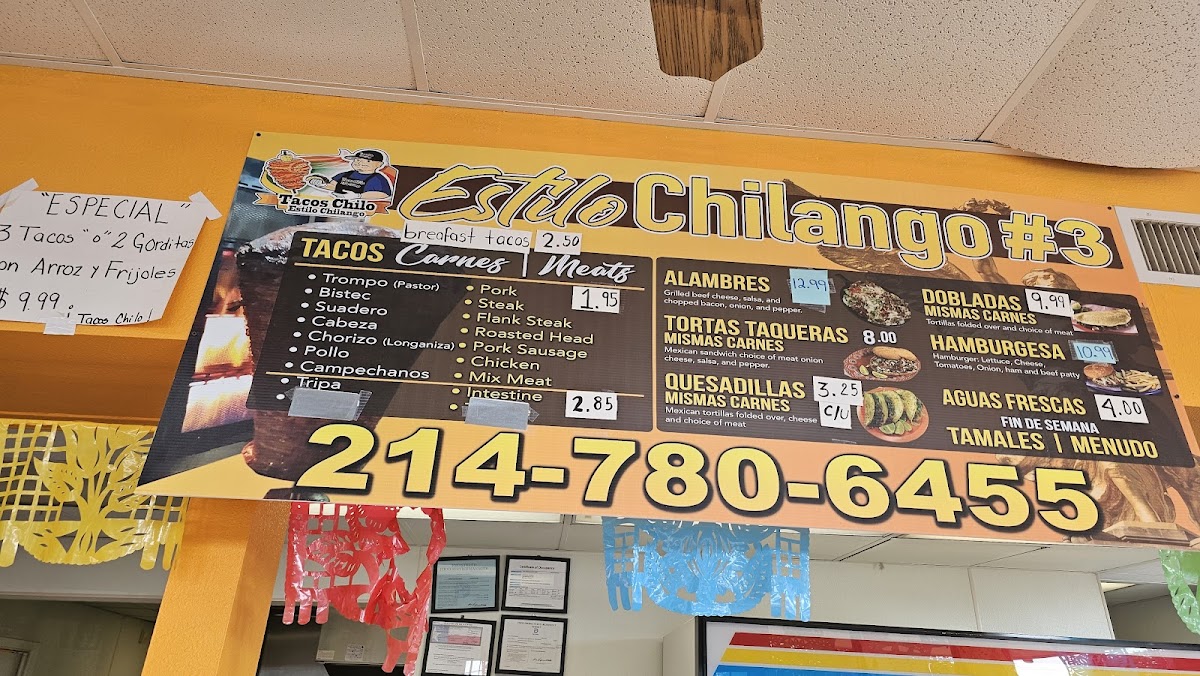 "ESPECIAL"
3 Tacos "o" 2 Gorditas
on Arroz y Frijoles
$ 9.99
¡Tacos Chilo!
Tacos Chilo
Estilo Chilango
Estilo Chilango #3
breafast tacos 2.50
TACOS Carnes | Meats
• Trompo (Pastor)
• Bistec
• Suadero
• Cabeza
• Chorizo (Longaniza)
• Pollo
• Campechanos
• Tripa
• Pork
• Steak
• Flank Steak
• Roasted Head
• Pork Sausage
• Chicken
• Mix Meat
• Intestine
1.95
2.85
ALAMBRES 12.99
Grilled beef cheese, salsa, and
chopped bacon, onion, and pepper.
TORTAS TAQUERAS 8.00
MISMAS CARNES
Mexican sandwich choice of meat onion
cheese, salsa, and pepper.
QUESADILLAS 3.25
MISMAS CARNES C/U
Mexican tortillas folded over, cheese
and choice of meat
DOBLADAS 9.99
MISMAS CARNES
Tortillas folded over and choice of meat
HAMBURGUESA 10.99
Hamburger: Lettuce, Cheese,
Tomatoes, Onion, ham and beef patty
AGUAS FRESCAS 4.00
FIN DE SEMANA
TAMALES | MENUDO
214-780-6455